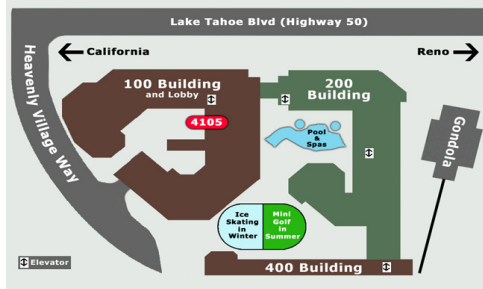 Lake Tahoe Blvd (Highway 50)
California
Reno
Heavenly Village Way
100 Building
and Lobby
200
Building
4105
Pool
&
Spas
Gondola
Ice
Skating
in
Winter
Mini
Golf
in
Summer
Elevator
400 Building